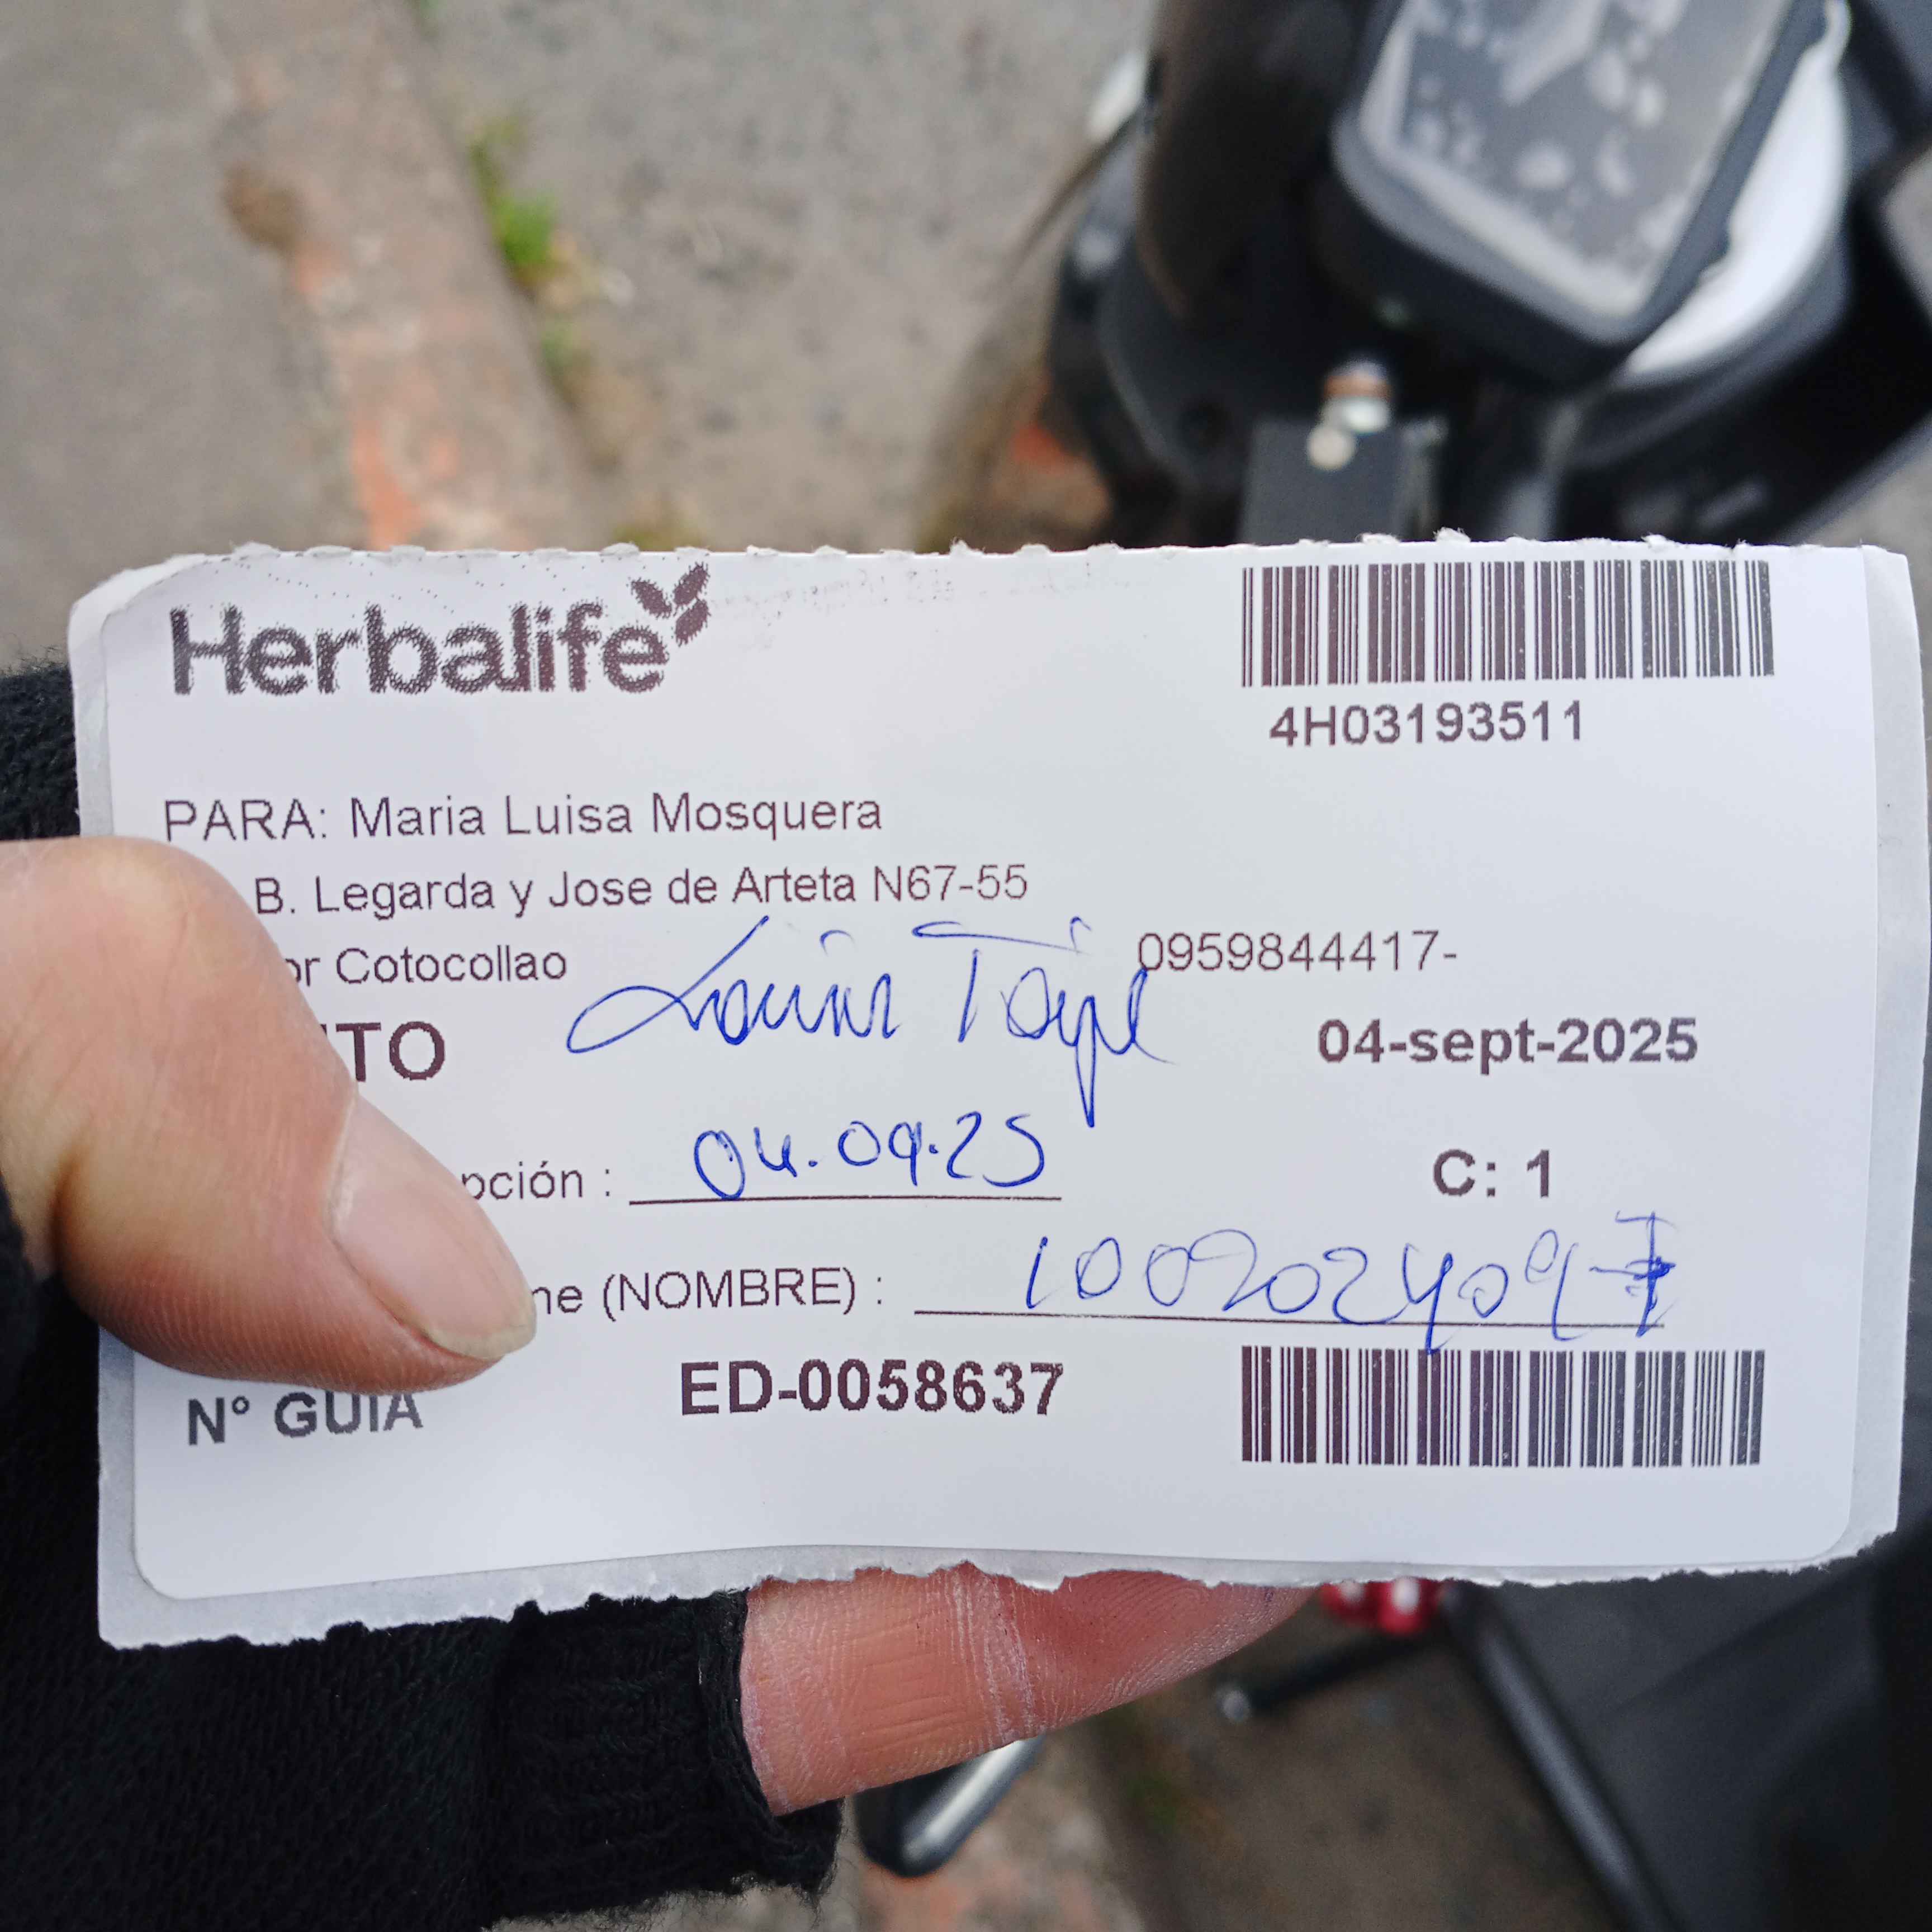 Herbalife
4H03193511
PARA: Maria Luisa Mosquera
B. Legarda y Jose de Arteta N67-55
or Cotocollao 0959844417-
TO 04-sept-2025
pción : 04.09.25 C: 1
ne (NOMBRE) :
N° GUIA ED-0058637